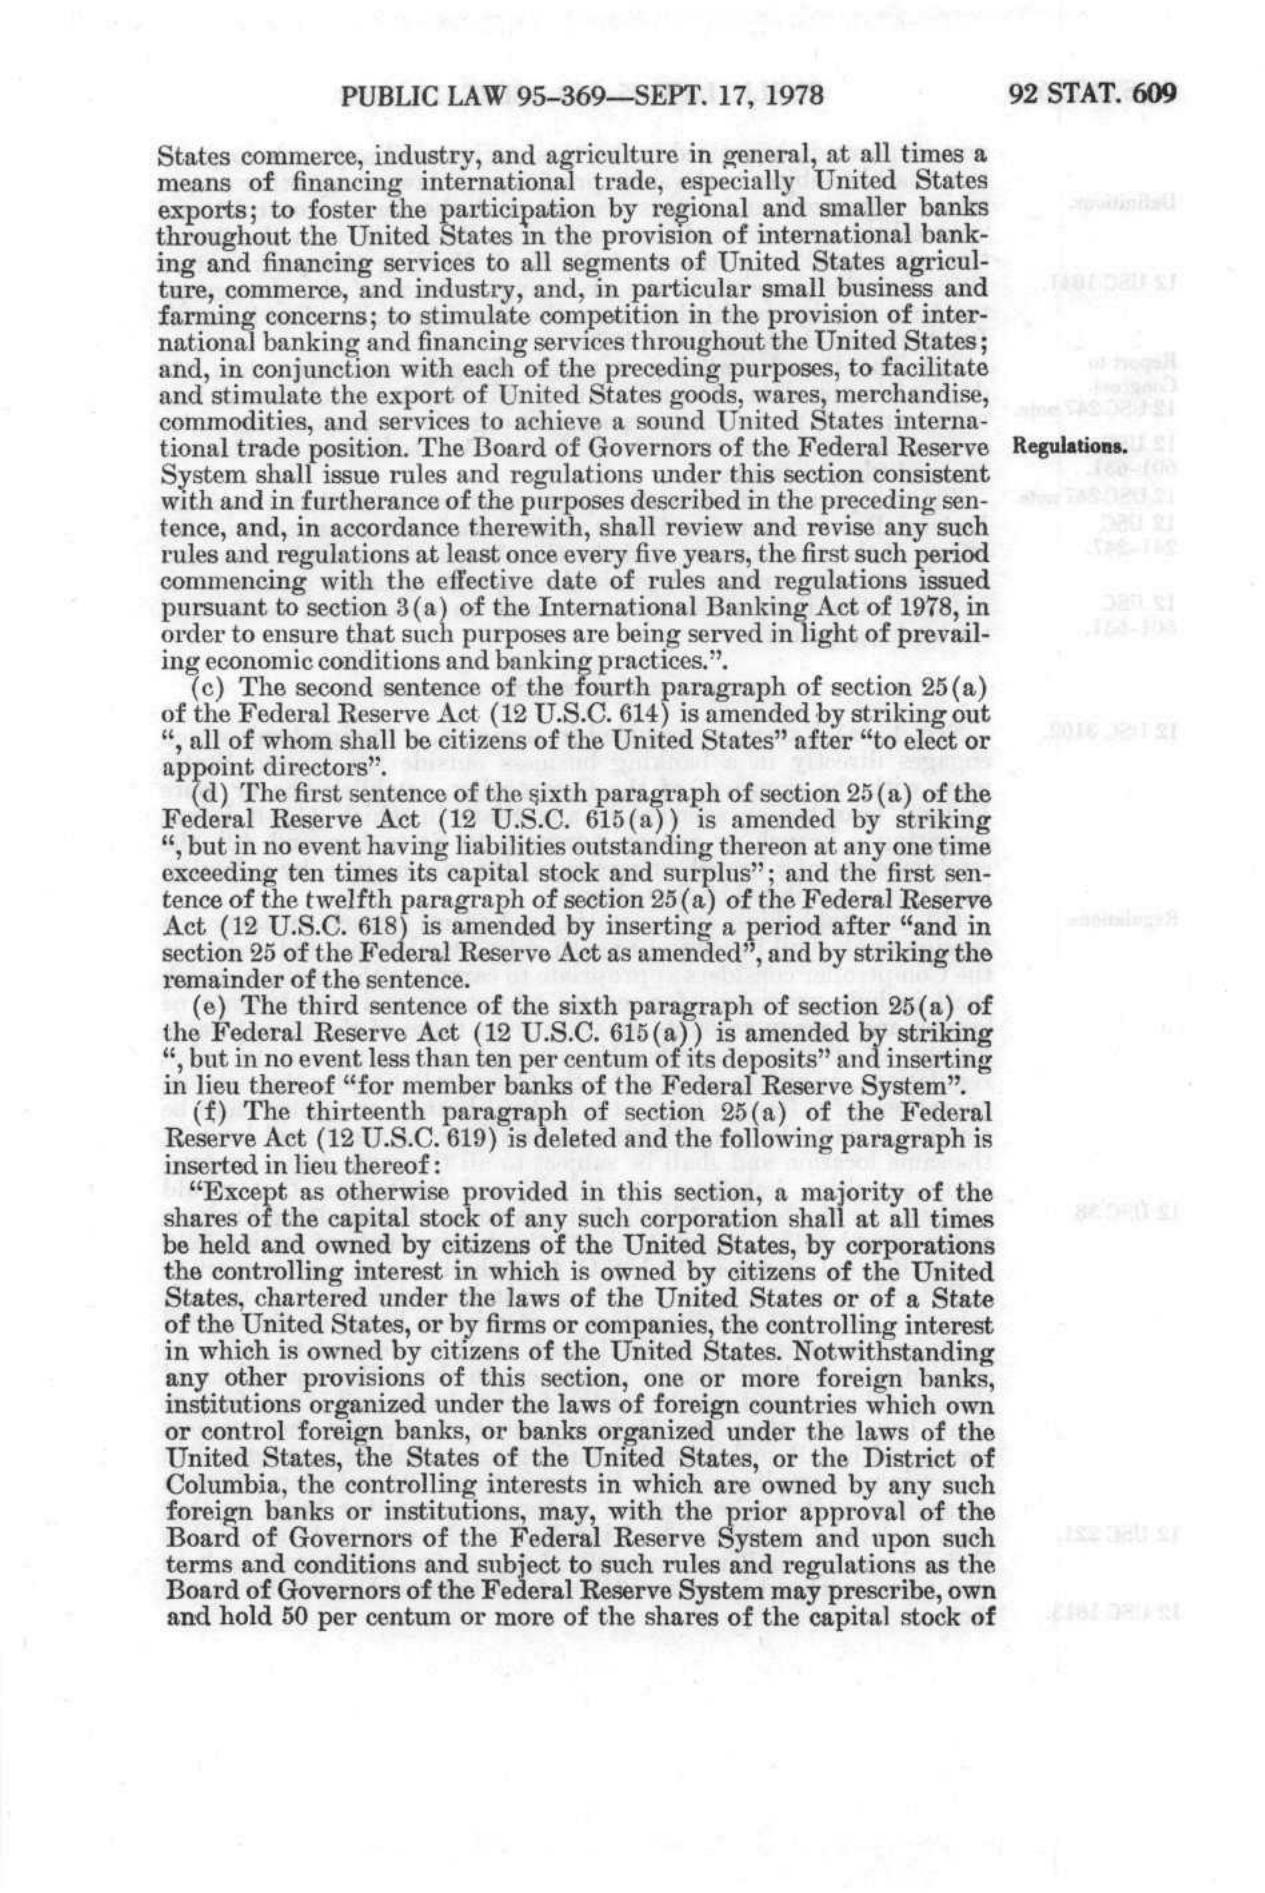 PUBLIC LAW 95–369—SEPT. 17, 1978
92 STAT. 609
States commerce, industry, and agriculture in general, at all times a
means of financing international trade, especially United States
exports; to foster the participation by regional and smaller banks
throughout the United States in the provision of international bank-
ing and financing services to all segments of United States agricul-
ture, commerce, and industry, and, in particular small business and
farming concerns; to stimulate competition in the provision of inter-
national banking and financing services throughout the United States;
and, in conjunction with each of the preceding purposes, to facilitate
and stimulate the export of United States goods, wares, merchandise,
commodities, and services to achieve a sound United States interna-
tional trade position. The Board of Governors of the Federal Reserve
Regulations.
System shall issue rules and regulations under this section consistent
with and in furtherance of the purposes described in the preceding sen-
tence, and, in accordance therewith, shall review and revise any such
rules and regulations at least once every five years, the first such period
commencing with the effective date of rules and regulations issued
pursuant to section 3(a) of the International Banking Act of 1978, in
order to ensure that such purposes are being served in light of prevail-
ing economic conditions and banking practices.”.
(c) The second sentence of the fourth paragraph of section 25(a)
of the Federal Reserve Act (12 U.S.C. 614) is amended by striking out
“, all of whom shall be citizens of the United States” after “to elect or
appoint directors”.
(d) The first sentence of the sixth paragraph of section 25(a) of the
Federal Reserve Act (12 U.S.C. 615(a)) is amended by striking
“, but in no event having liabilities outstanding thereon at any one time
exceeding ten times its capital stock and surplus”; and the first sen-
tence of the twelfth paragraph of section 25(a) of the Federal Reserve
Act (12 U.S.C. 618) is amended by inserting a period after “and in
section 25 of the Federal Reserve Act as amended”, and by striking the
remainder of the sentence.
(e) The third sentence of the sixth paragraph of section 25(a) of
the Federal Reserve Act (12 U.S.C. 615(a)) is amended by striking
“, but in no event less than ten per centum of its deposits” and inserting
in lieu thereof “for member banks of the Federal Reserve System”.
(f) The thirteenth paragraph of section 25(a) of the Federal
Reserve Act (12 U.S.C. 619) is deleted and the following paragraph is
inserted in lieu thereof:
“Except as otherwise provided in this section, a majority of the
shares of the capital stock of any such corporation shall at all times
be held and owned by citizens of the United States, by corporations
the controlling interest in which is owned by citizens of the United
States, chartered under the laws of the United States or of a State
of the United States, or by firms or companies, the controlling interest
in which is owned by citizens of the United States. Notwithstanding
any other provisions of this section, one or more foreign banks,
institutions organized under the laws of foreign countries which own
or control foreign banks, or banks organized under the laws of the
United States, the States of the United States, or the District of
Columbia, the controlling interests in which are owned by any such
foreign banks or institutions, may, with the prior approval of the
Board of Governors of the Federal Reserve System and upon such
terms and conditions and subject to such rules and regulations as the
Board of Governors of the Federal Reserve System may prescribe, own
and hold 50 per centum or more of the shares of the capital stock of